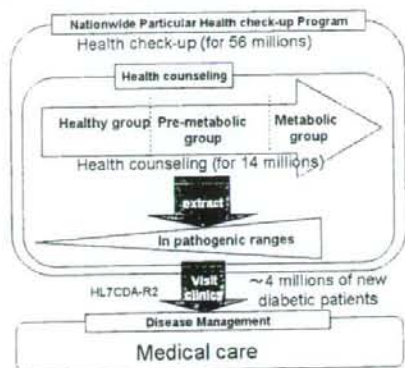 Nationwide Particular Health check-up Program
Health check-up (for 56 millions)
Health counseling
Healthy group Pre-metabolic group Metabolic group
Health counseling (for 14 millions)
extract
In pathogenic ranges
HL7CDA-R2 Visit clinics ~4 millions of new diabetic patients
Disease Management
Medical care